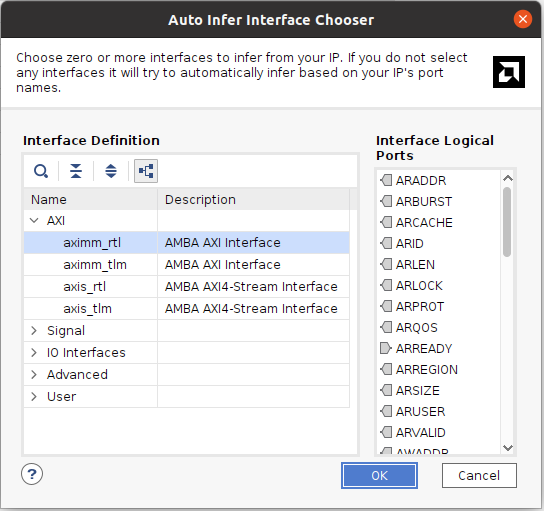 Auto Infer Interface Chooser
Choose zero or more interfaces to infer from your IP. If you do not select
any interfaces it will try to automatically infer based on your IP's port
names.
Interface Definition
Name Description
AXI
aximm_rtl AMBA AXI Interface
aximm_tlm AMBA AXI Interface
axis_rtl AMBA AXI4-Stream Interface
axis_tlm AMBA AXI4-Stream Interface
Signal
IO Interfaces
Advanced
User
Interface Logical
Ports
ARADDR
ARBURST
ARCACHE
ARID
ARLEN
ARLOCK
ARPROT
ARQOS
ARREADY
ARREGION
ARSIZE
ARUSER
ARVALID
AWADDR
?
OK
Cancel